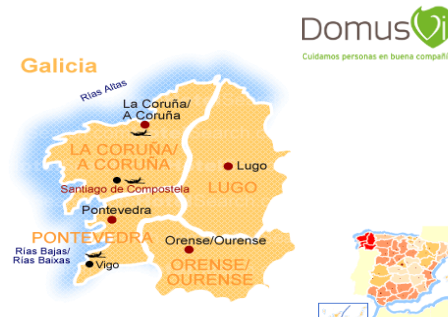 DomusVi
Cuidamos personas en buena compañí
Galicia
Rías Altas
La Coruña/
A Coruña
LA CORUÑA/
A CORUÑA
Lugo
LUGO
Santiago de Compostela
Pontevedra
PONTEVEDRA
Orense/Ourense
Rías Bajas/
Rías Baixas
Vigo
ORENSE/
OURENSE